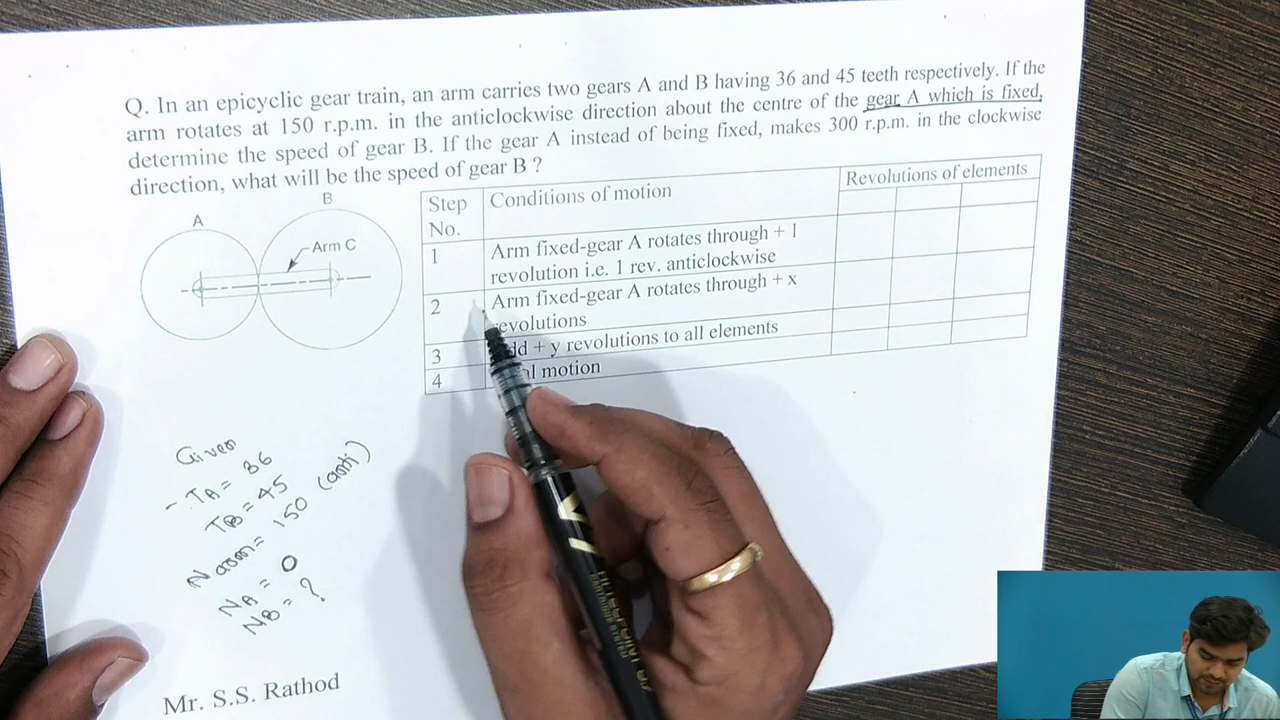 Q. In an epicyclic gear train, an arm carries two gears A and B having 36 and 45 teeth respectively. If the
arm rotates at 150 r.p.m. in the anticlockwise direction about the centre of the gear A which is fixed,
determine the speed of gear B. If the gear A instead of being fixed, makes 300 r.p.m. in the clockwise
direction, what will be the speed of gear B ?
A
B
Arm C
Step No.
Conditions of motion
Revolutions of elements
1
Arm fixed-gear A rotates through + 1
revolution i.e. 1 rev. anticlockwise
2
Arm fixed-gear A rotates through + x
revolutions
3
+ y revolutions to all elements
4
motion
Given
- TA = 36
TB = 45
Narm = 150 (anti)
NA = 0
NB = ?
Mr. S.S. Rathod